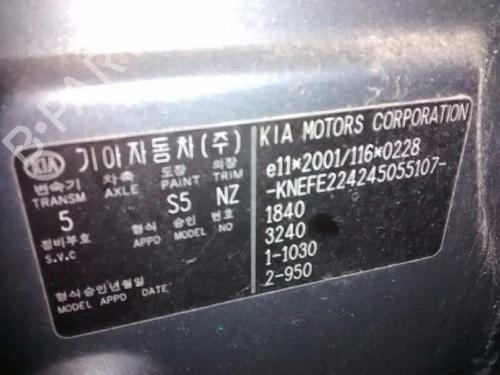 B-PARTS
KIA 기아자동차(주)
변속기 차축 도장 의장
TRANSM AXLE PAINT TRIM
5 S5 NZ
정비부호 형식 승인 번호
S.V.C APPD MODEL NO
형식승인년월일
MODEL APPD DATE
KIA MOTORS CORPORATION
e11*2001/116*0228
-KNEFE224245055107-
1840
3240
1-1030
2-950